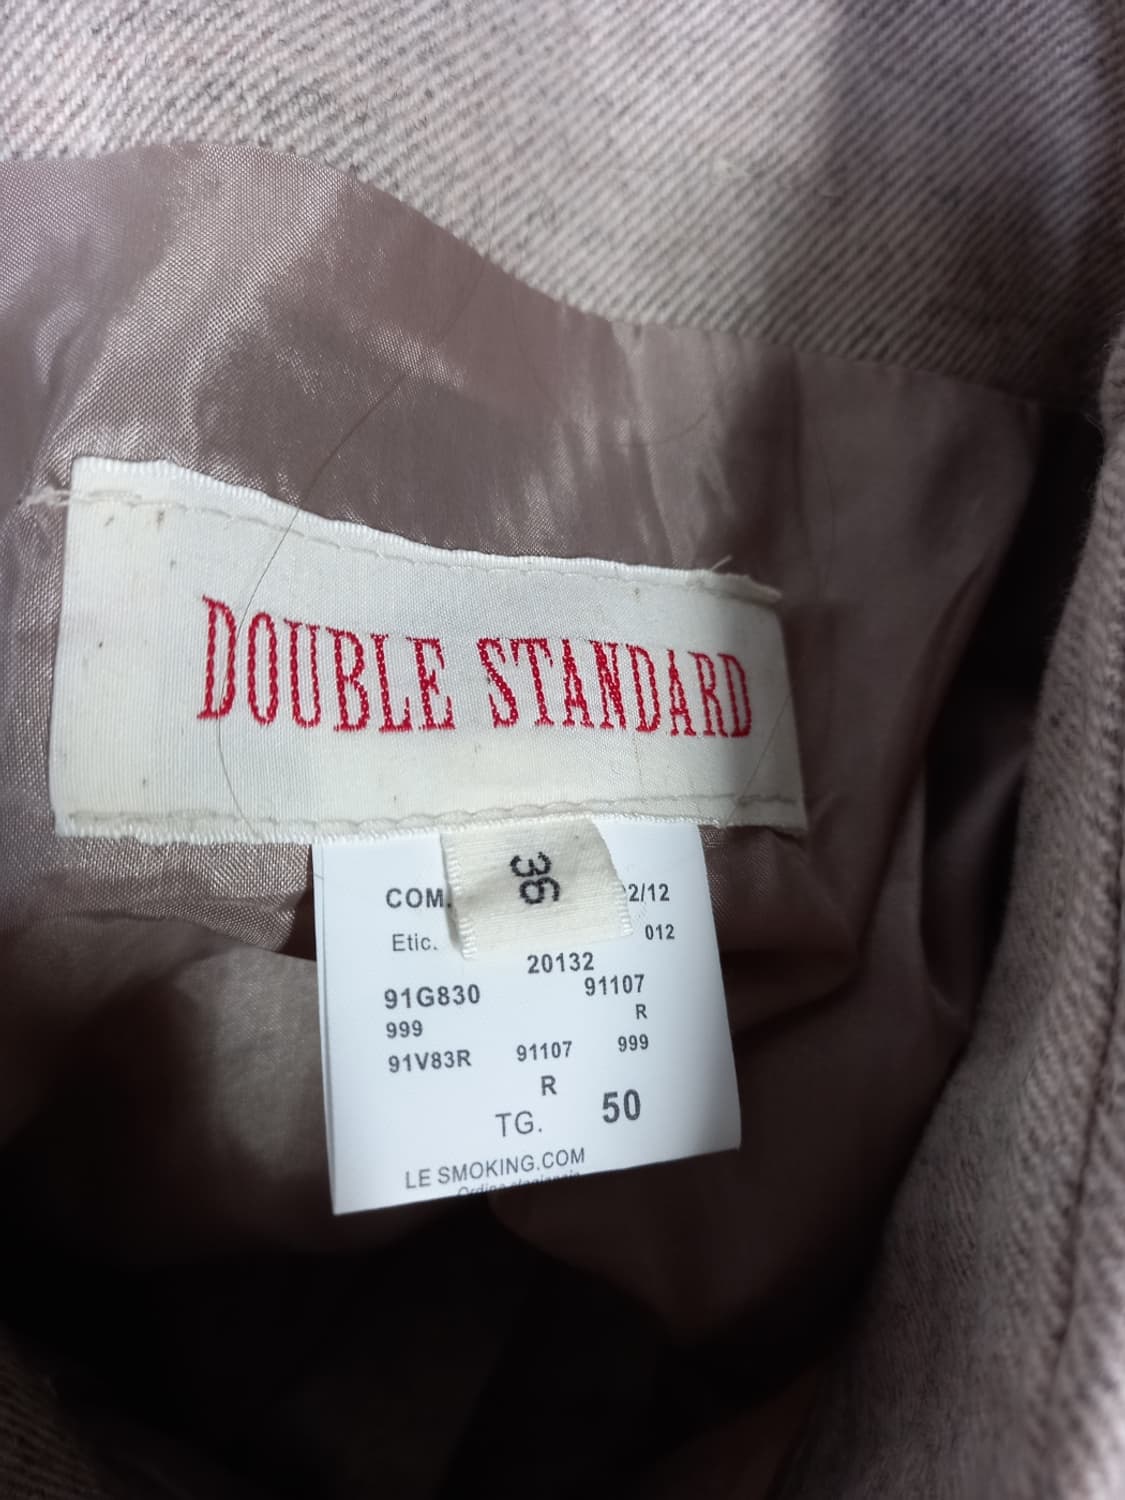 DOUBLE STANDARD
36
COM. 2/12
Etic. 012
20132
91G830 91107
999 R
91V83R 91107 999
R
TG. 50
LE SMOKING.COM